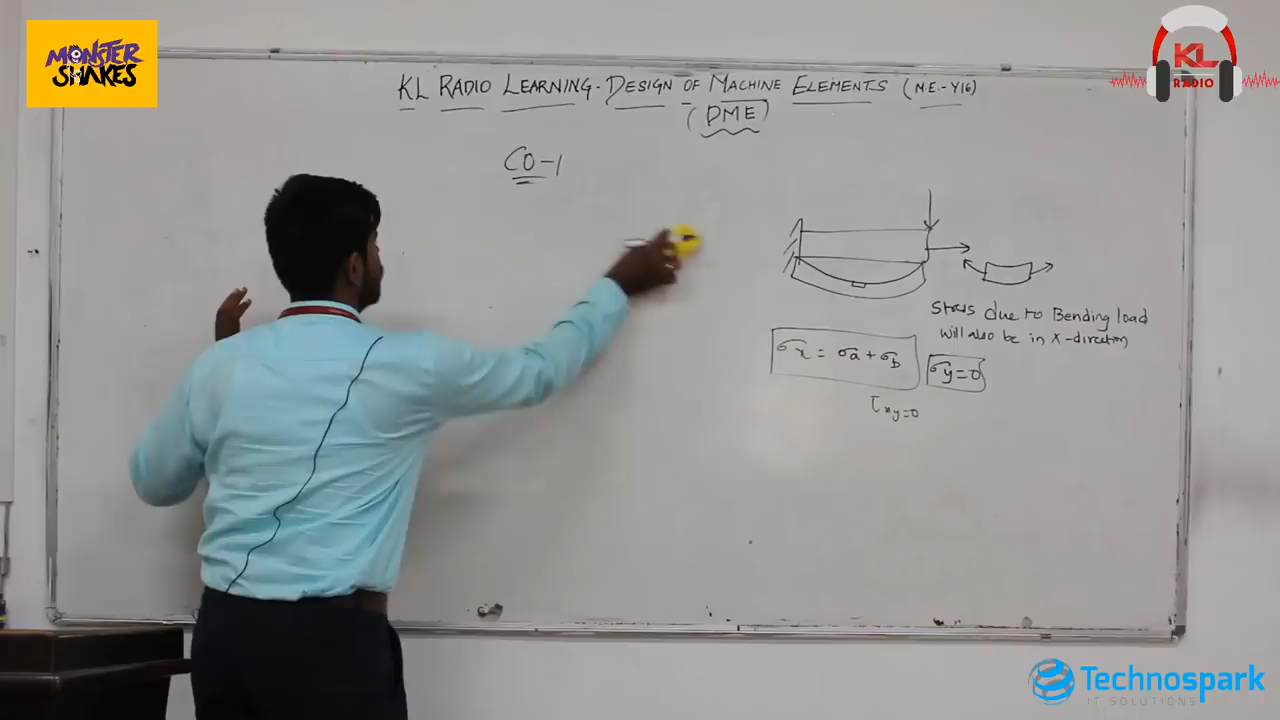 MONSTER
SHAKES
KL
RADIO
KL RADIO LEARNING - DESIGN OF MACHINE ELEMENTS (M.E.-Y16)
(DME)
CO-1
Stress due to Bending load
will also be in X-direction
σx = σa + σb
σy=0
τxy=0
Technospark
IT SOLUTIONS